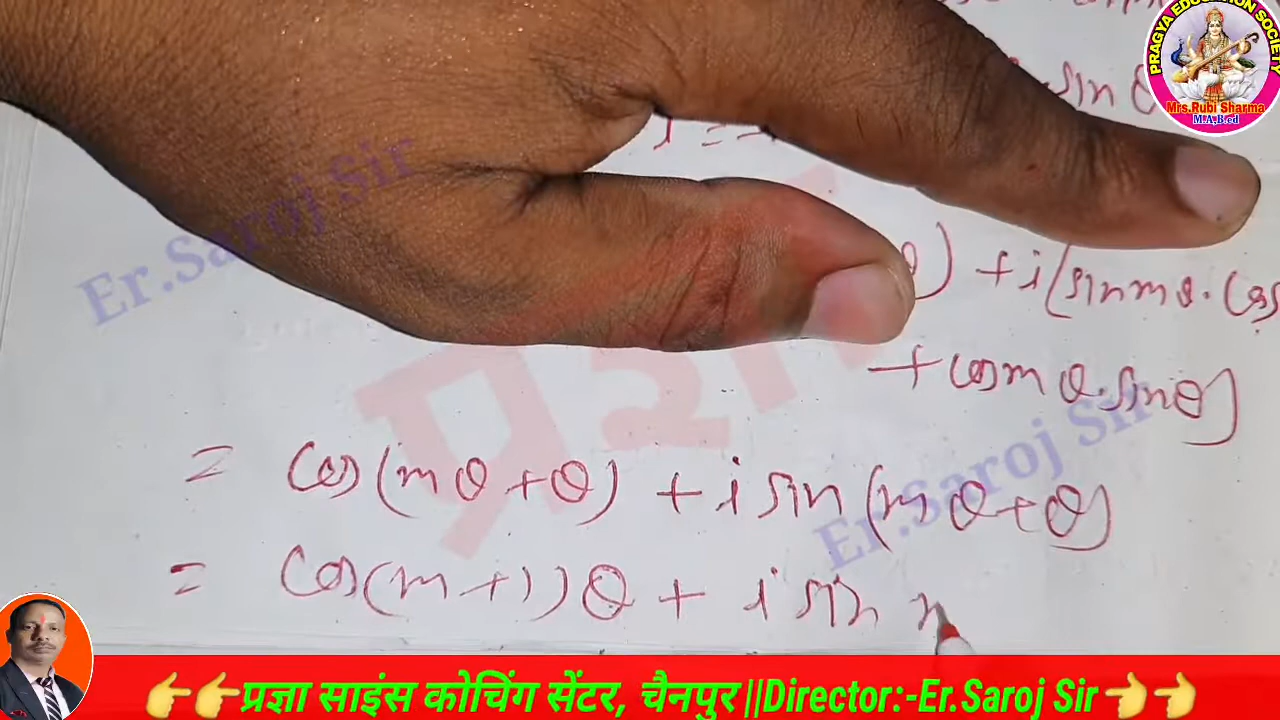 PRAGYA EDUCATION SOCIETY
Mrs.Rubi Sharma
M.A,B.ed
sin θ
Er.Saroj Sir
θ) + i(sin mθ. Cos
+ cos mθ. sin θ)
प्रज्ञा
= Cos(mθ+θ) + i sin(mθ+θ)
Er.Saroj Sir
= Cos(m+1)θ + i sin
👉👉प्रज्ञा साइंस कोचिंग सेंटर, चैनपुर ||Director:-Er.Saroj Sir👈👈